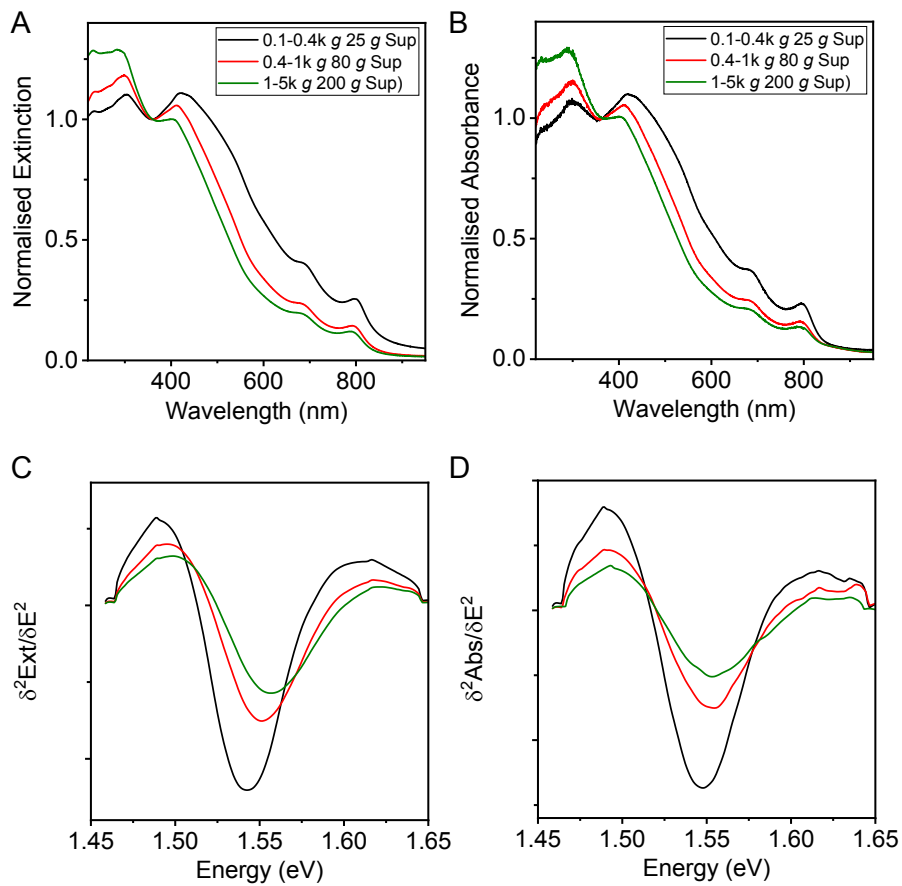 A
0.1-0.4k g 25 g Sup
0.4-1k g 80 g Sup
1-5k g 200 g Sup)
Normalised Extinction
1.0
0.5
0.0
400
600
800
Wavelength (nm)
B
0.1-0.4k g 25 g Sup
0.4-1k g 80 g Sup
1-5k g 200 g Sup)
Normalised Absorbance
1.0
0.5
0.0
400
600
800
Wavelength (nm)
C
δ²Ext/δE²
1.45
1.50
1.55
1.60
1.65
Energy (eV)
D
δ²Abs/δE²
1.45
1.50
1.55
1.60
1.65
Energy (eV)